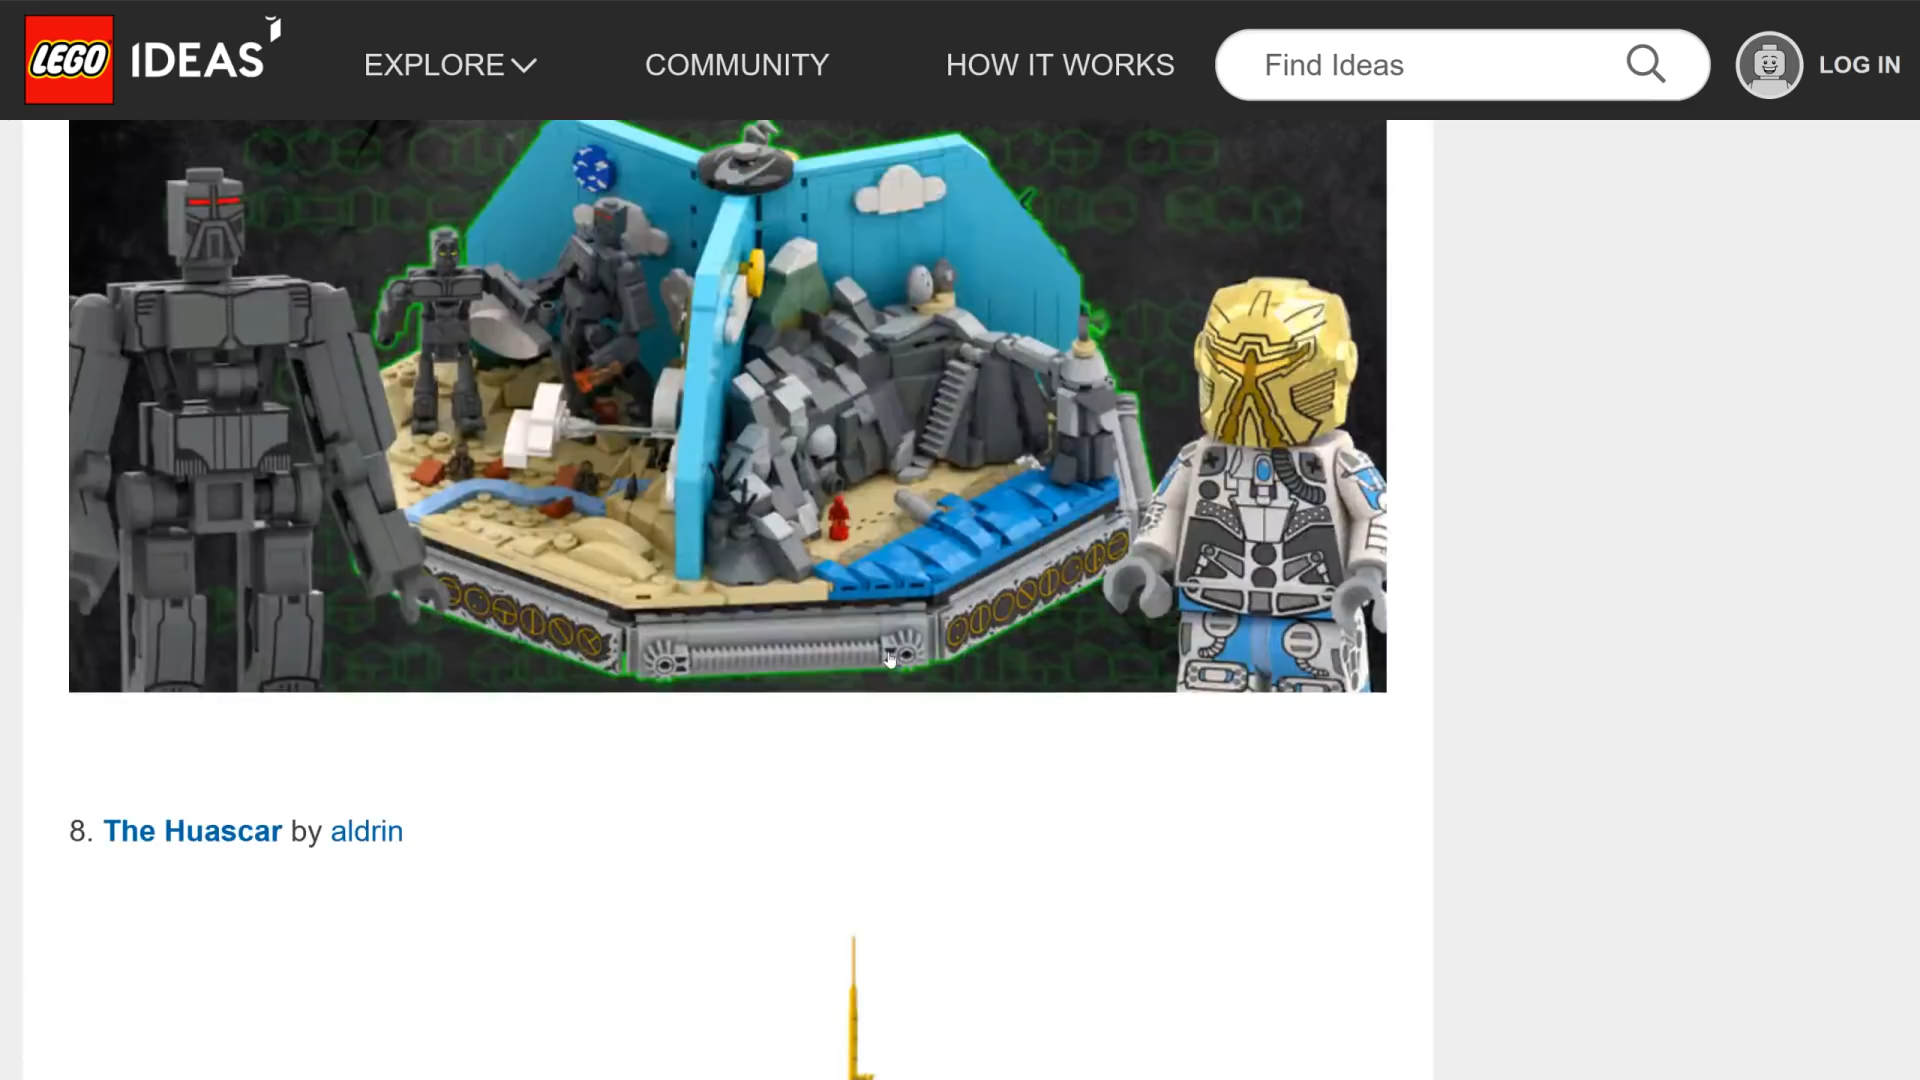 LEGO IDEAS
EXPLORE
COMMUNITY
HOW IT WORKS
Find Ideas
LOG IN
8. The Huascar by aldrin